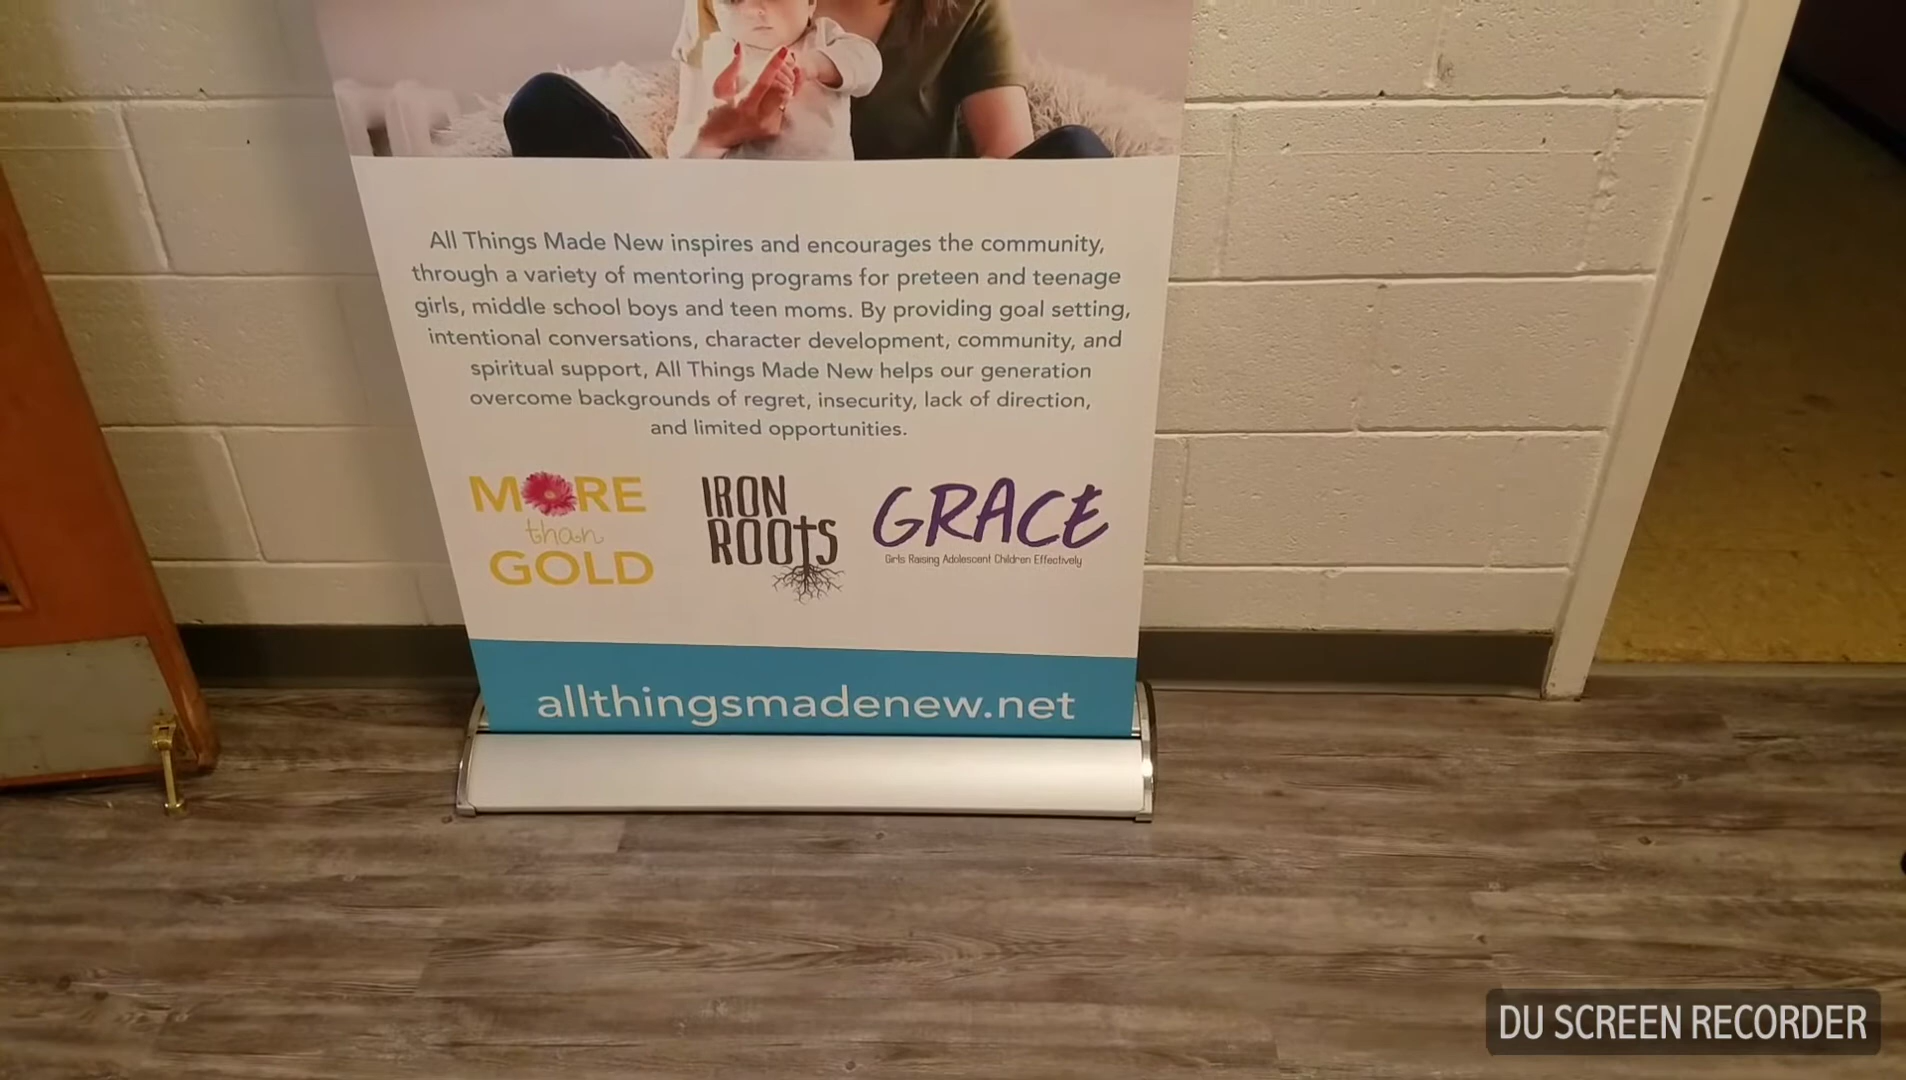 All Things Made New inspires and encourages the community,
through a variety of mentoring programs for preteen and teenage
girls, middle school boys and teen moms. By providing goal setting,
intentional conversations, character development, community, and
spiritual support, All Things Made New helps our generation
overcome backgrounds of regret, insecurity, lack of direction,
and limited opportunities.
MORE
than
GOLD
IRON
ROOtS
GRACE
Girls Raising Adolescent Children Effectively
allthingsmadenew.net
DU SCREEN RECORDER